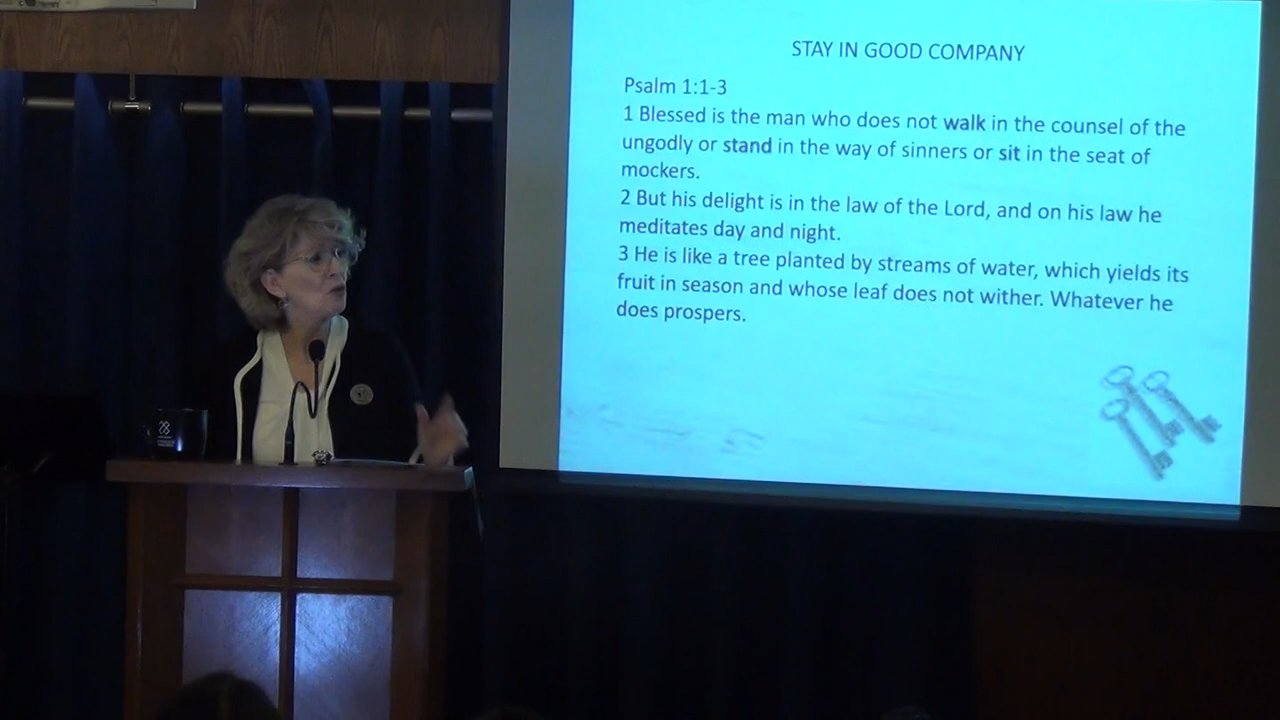 STAY IN GOOD COMPANY
Psalm 1:1-3
1 Blessed is the man who does not walk in the counsel of the
ungodly or stand in the way of sinners or sit in the seat of
mockers.
2 But his delight is in the law of the Lord, and on his law he
meditates day and night.
3 He is like a tree planted by streams of water, which yields its
fruit in season and whose leaf does not wither. Whatever he
does prospers.